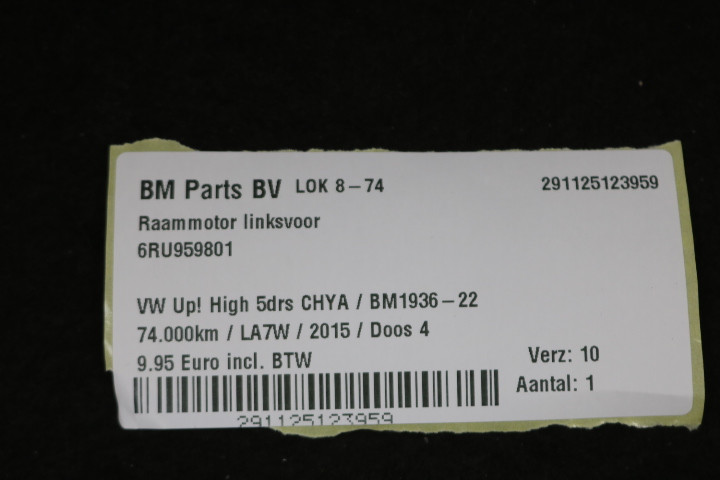 BM Parts BV LOK 8-74 291125123959
Raammotor linksvoor
6RU959801
VW Up! High 5drs CHYA / BM1936-22
74.000km / LA7W / 2015 / Doos 4
9.95 Euro incl. BTW Verz: 10
Aantal: 1
291125123959